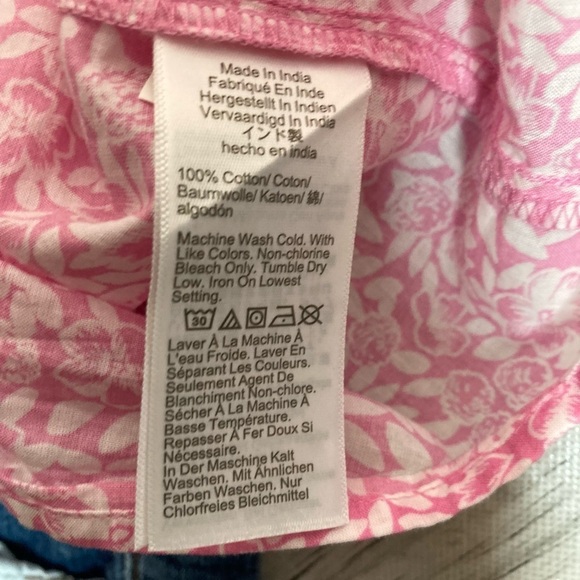 Made In India
Fabriqué En Inde
Hergestellt In Indien
Vervaardigd In India
インド製
hecho en india
100% Cotton/ Coton/
Baumwolle/ Katoen/ 綿/
algodón
Machine Wash Cold. With
Like Colors. Non-chlorine
Bleach Only. Tumble Dry
Low. Iron On Lowest
Setting.
30
Laver À La Machine À
L'eau Froide. Laver En
Séparant Les Couleurs.
Seulement Agent De
Blanchiment Non-chlore.
Sécher À La Machine À
Basse Température.
Repasser À Fer Doux Si
Nécessaire.
In Der Maschine Kalt
Waschen. Mit Ähnlichen
Farben Waschen. Nur
Chlorfreies Bleichmittel